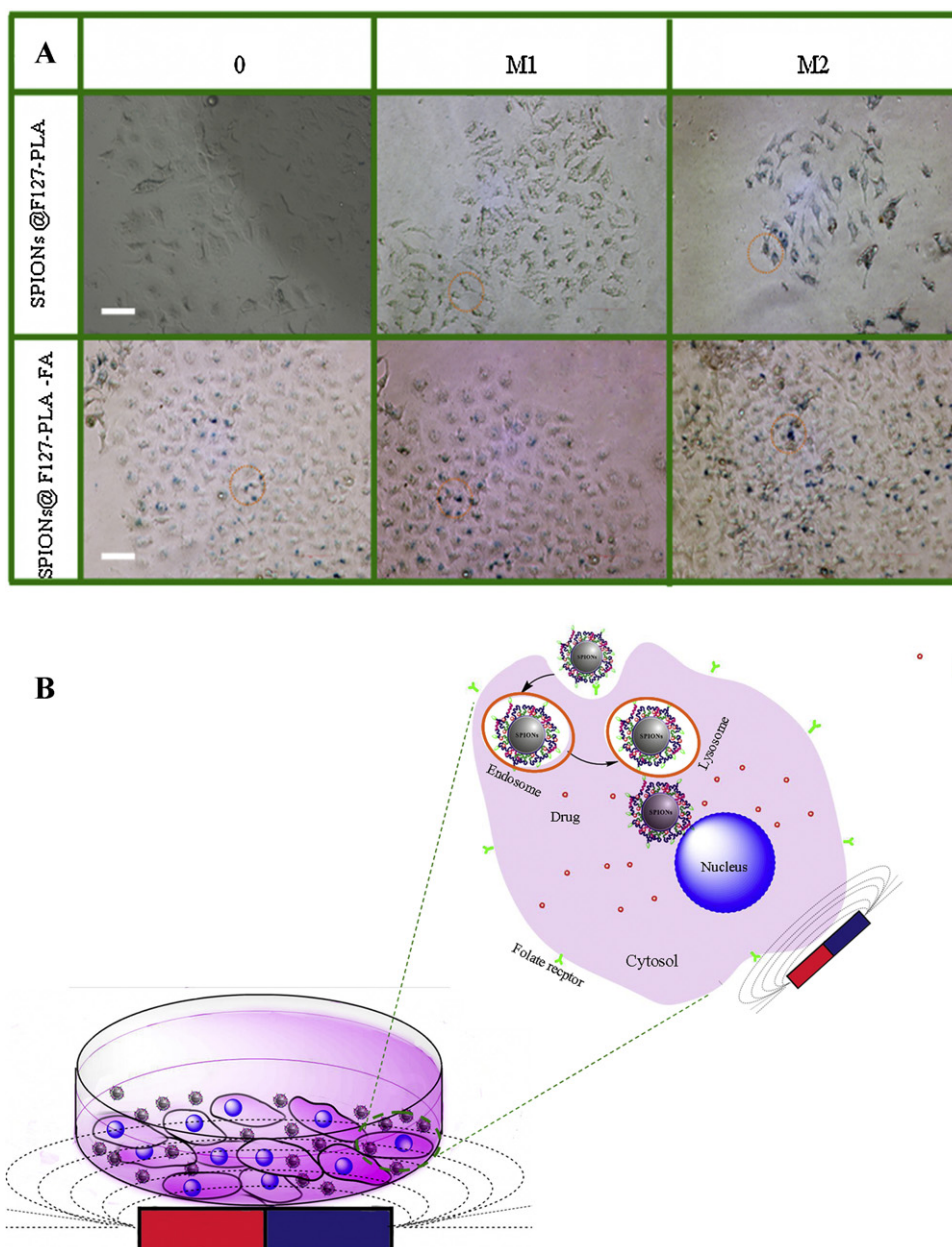 A
0
M1
M2
SPIONs @F127-PLA
SPIONs@ F127-PLA -FA
B
SPIONs
SPIONs
SPIONs
Endosome
Lysosome
Drug
SPIONs
Nucleus
Cytosol
Folate recptor